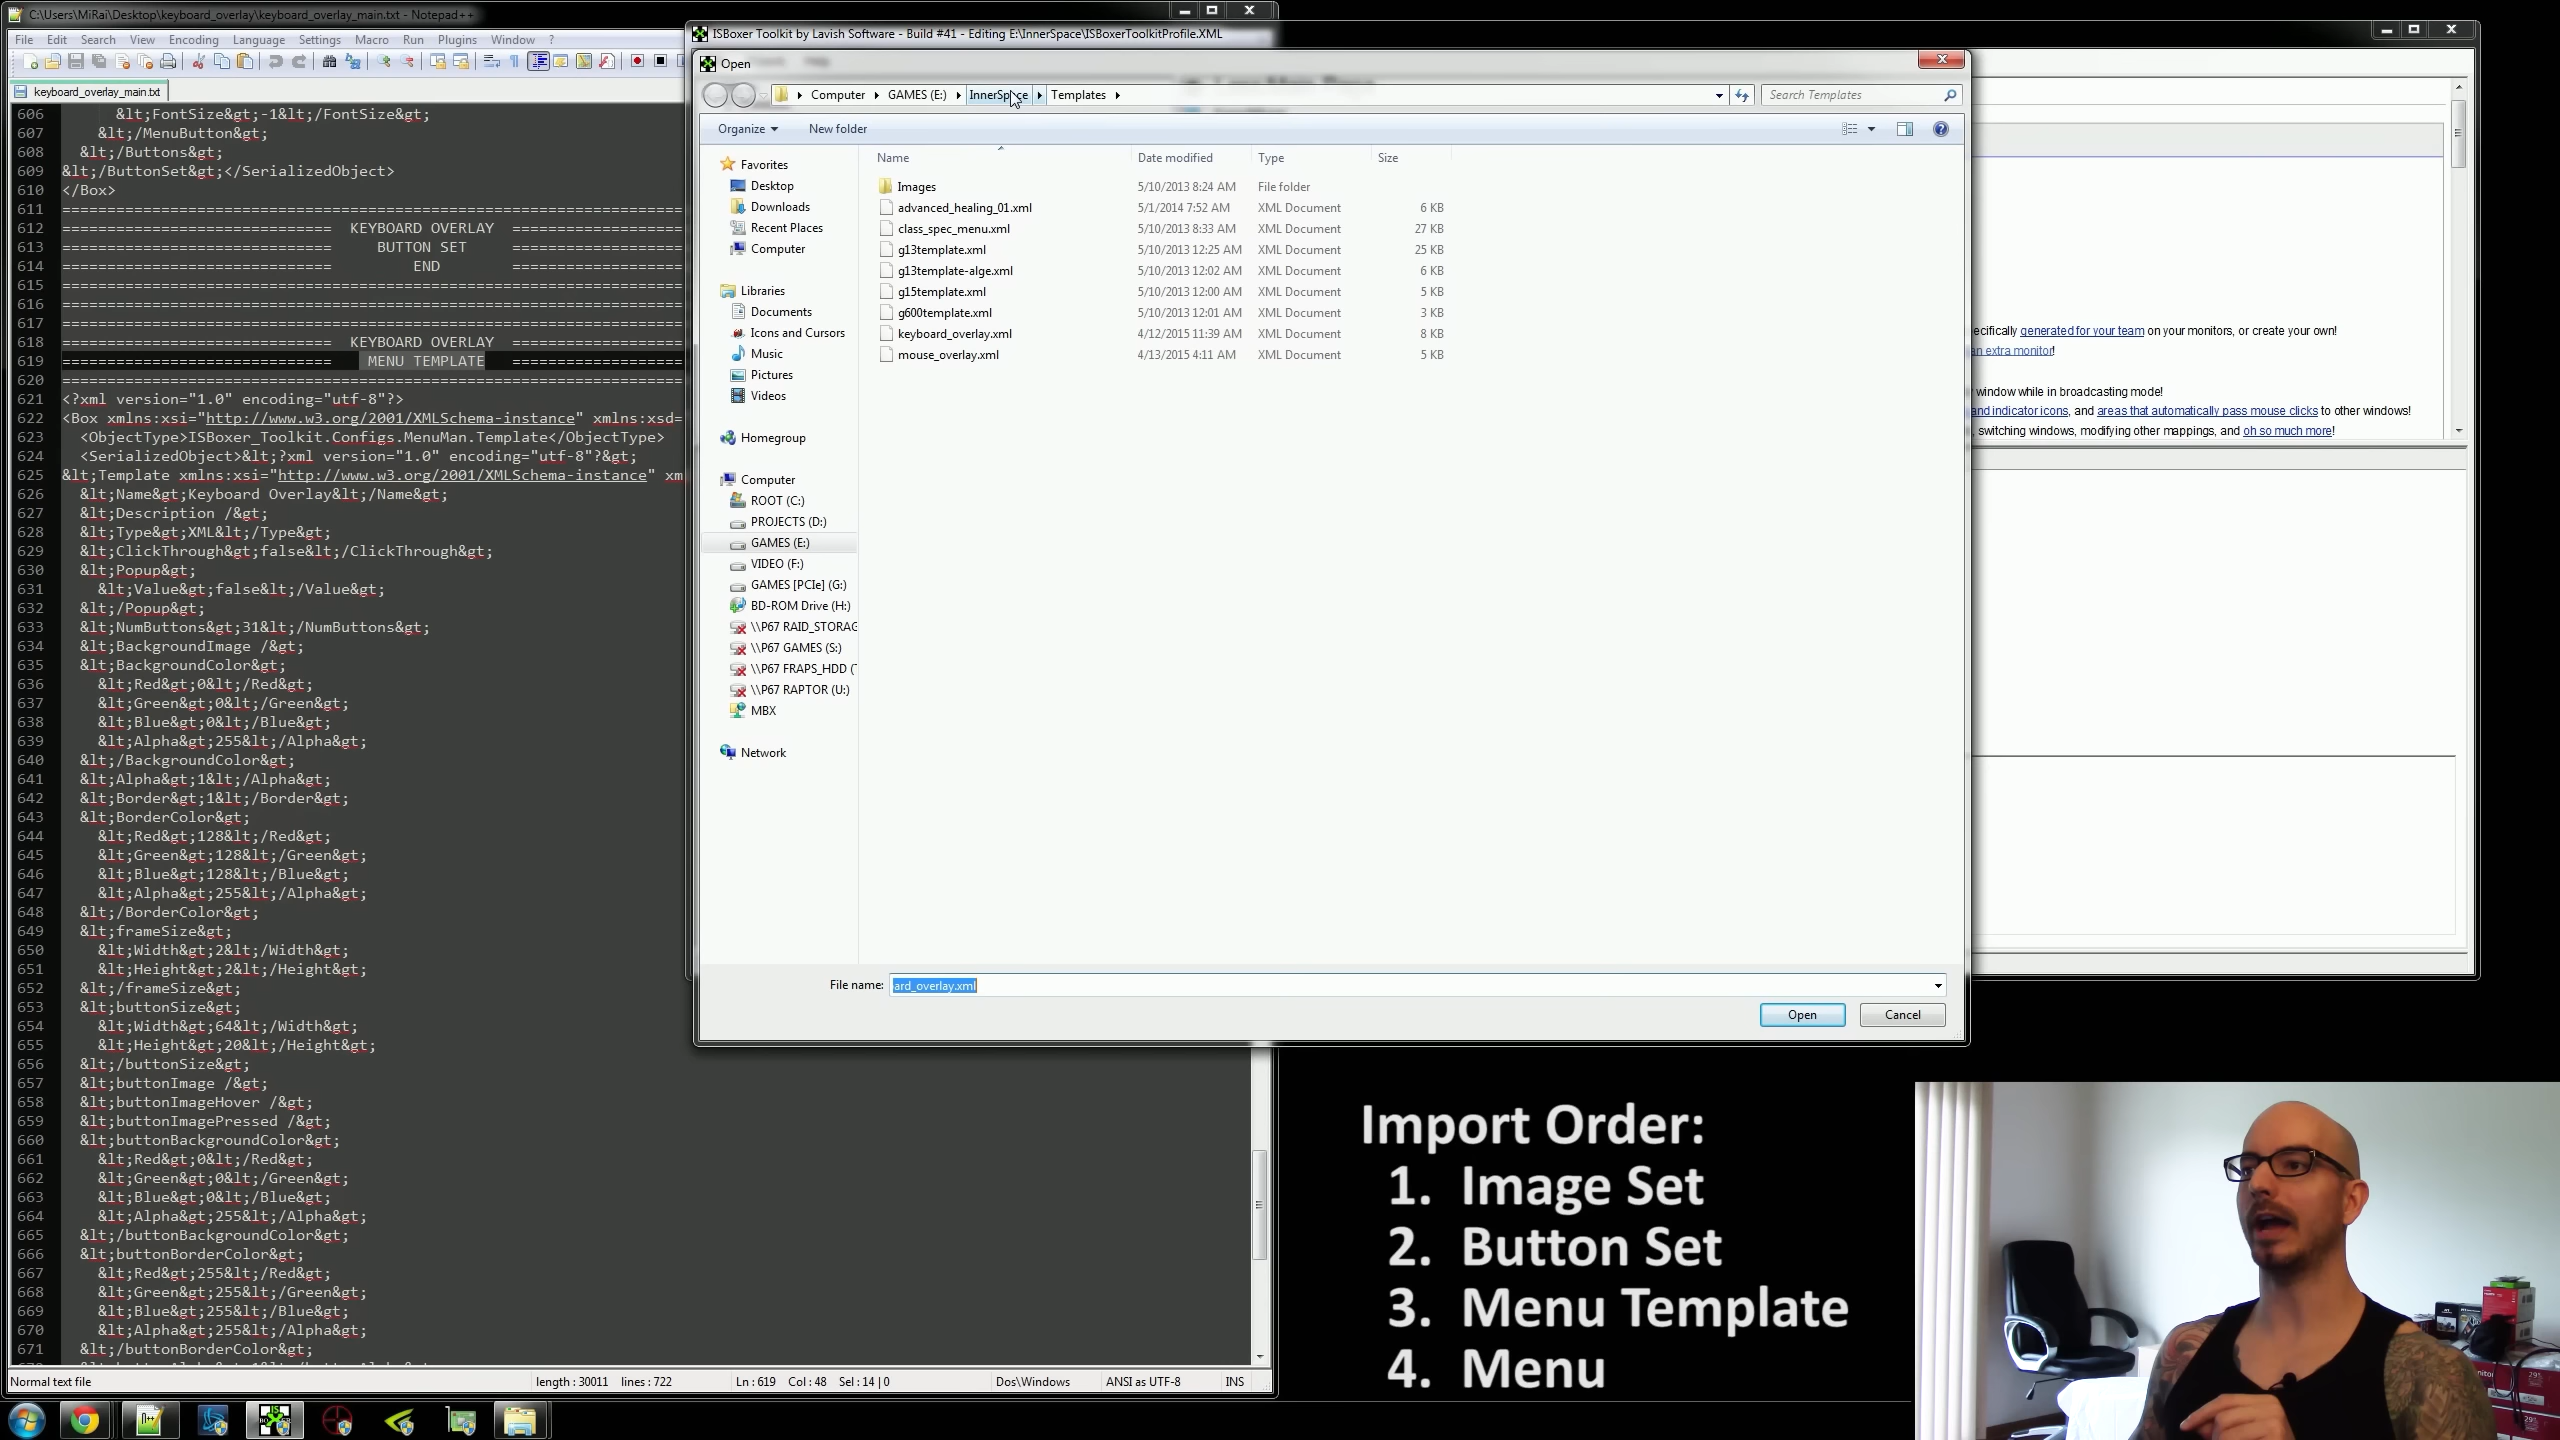 C:\Users\MiRai\Desktop\keyboard_overlay\keyboard_overlay_main.txt - Notepad++
File Edit Search View Encoding Language Settings Macro Run Plugins Window ?
keyboard_overlay_main.txt
606 &lt;FontSize&gt;-1&lt;/FontSize&gt;
607 &lt;/MenuButton&gt;
608 &lt;/Buttons&gt;
609 &lt;/ButtonSet&gt;</SerializedObject>
610 </Box>
611 ====================================================================
612 ============================== KEYBOARD OVERLAY ===================
613 ============================== BUTTON SET ===================
614 ============================== END ===================
615 ====================================================================
616 ====================================================================
617 ====================================================================
618 ============================== KEYBOARD OVERLAY ===================
619 ============================== MENU TEMPLATE ===================
620 ====================================================================
621 <?xml version="1.0" encoding="utf-8"?>
622 <Box xmlns:xsi="http://www.w3.org/2001/XMLSchema-instance" xmlns:xsd=
623 <ObjectType>ISBoxer_Toolkit.Configs.MenuMan.Template</ObjectType>
624 <SerializedObject>&lt;?xml version="1.0" encoding="utf-8"?&gt;
625 &lt;Template xmlns:xsi="http://www.w3.org/2001/XMLSchema-instance" xm
626 &lt;Name&gt;Keyboard Overlay&lt;/Name&gt;
627 &lt;Description /&gt;
628 &lt;Type&gt;XML&lt;/Type&gt;
629 &lt;ClickThrough&gt;false&lt;/ClickThrough&gt;
630 &lt;Popup&gt;
631 &lt;Value&gt;false&lt;/Value&gt;
632 &lt;/Popup&gt;
633 &lt;NumButtons&gt;31&lt;/NumButtons&gt;
634 &lt;BackgroundImage /&gt;
635 &lt;BackgroundColor&gt;
636 &lt;Red&gt;0&lt;/Red&gt;
637 &lt;Green&gt;0&lt;/Green&gt;
638 &lt;Blue&gt;0&lt;/Blue&gt;
639 &lt;Alpha&gt;255&lt;/Alpha&gt;
640 &lt;/BackgroundColor&gt;
641 &lt;Alpha&gt;1&lt;/Alpha&gt;
642 &lt;Border&gt;1&lt;/Border&gt;
643 &lt;BorderColor&gt;
644 &lt;Red&gt;128&lt;/Red&gt;
645 &lt;Green&gt;128&lt;/Green&gt;
646 &lt;Blue&gt;128&lt;/Blue&gt;
647 &lt;Alpha&gt;255&lt;/Alpha&gt;
648 &lt;/BorderColor&gt;
649 &lt;frameSize&gt;
650 &lt;Width&gt;2&lt;/Width&gt;
651 &lt;Height&gt;2&lt;/Height&gt;
652 &lt;/frameSize&gt;
653 &lt;buttonSize&gt;
654 &lt;Width&gt;64&lt;/Width&gt;
655 &lt;Height&gt;20&lt;/Height&gt;
656 &lt;/buttonSize&gt;
657 &lt;buttonImage /&gt;
658 &lt;buttonImageHover /&gt;
659 &lt;buttonImagePressed /&gt;
660 &lt;buttonBackgroundColor&gt;
661 &lt;Red&gt;0&lt;/Red&gt;
662 &lt;Green&gt;0&lt;/Green&gt;
663 &lt;Blue&gt;0&lt;/Blue&gt;
664 &lt;Alpha&gt;255&lt;/Alpha&gt;
665 &lt;/buttonBackgroundColor&gt;
666 &lt;buttonBorderColor&gt;
667 &lt;Red&gt;255&lt;/Red&gt;
668 &lt;Green&gt;255&lt;/Green&gt;
669 &lt;Blue&gt;255&lt;/Blue&gt;
670 &lt;Alpha&gt;255&lt;/Alpha&gt;
671 &lt;/buttonBorderColor&gt;
Normal text file length : 30011 lines : 722 Ln : 619 Col : 48 Sel : 14 | 0 Dos\Windows ANSI as UTF-8 INS
ISBoxer Toolkit by Lavish Software - Build #41 - Editing E:\InnerSpace\ISBoxerToolkitProfile.XML
Open
Computer GAMES (E:) InnerSpace Templates Search Templates
Organize New folder
Name Date modified Type Size
Images 5/10/2013 8:24 AM File folder
advanced_healing_01.xml 5/1/2014 7:52 AM XML Document 6 KB
class_spec_menu.xml 5/10/2013 8:33 AM XML Document 27 KB
g13template.xml 5/10/2013 12:25 AM XML Document 25 KB
g13template-alge.xml 5/10/2013 12:02 AM XML Document 6 KB
g15template.xml 5/10/2013 12:00 AM XML Document 5 KB
g600template.xml 5/10/2013 12:01 AM XML Document 3 KB
keyboard_overlay.xml 4/12/2015 11:39 AM XML Document 8 KB
mouse_overlay.xml 4/13/2015 4:11 AM XML Document 5 KB
Favorites
Desktop
Downloads
Recent Places
Computer
Libraries
Documents
Icons and Cursors
Music
Pictures
Videos
Homegroup
Computer
ROOT (C:)
PROJECTS (D:)
GAMES (E:)
VIDEO (F:)
GAMES [PCIe] (G:)
BD-ROM Drive (H:)
\\P67 RAID_STORAG
\\P67 GAMES (S:)
\\P67 FRAPS_HDD (
\\P67 RAPTOR (U:)
MBX
Network
File name: ard_overlay.xml
Open Cancel
ecifically generated for your team on your monitors, or create your own!
an extra monitor!
window while in broadcasting mode!
and indicator icons, and areas that automatically pass mouse clicks to other windows!
, switching windows, modifying other mappings, and oh so much more!
Import Order:
1. Image Set
2. Button Set
3. Menu Template
4. Menu